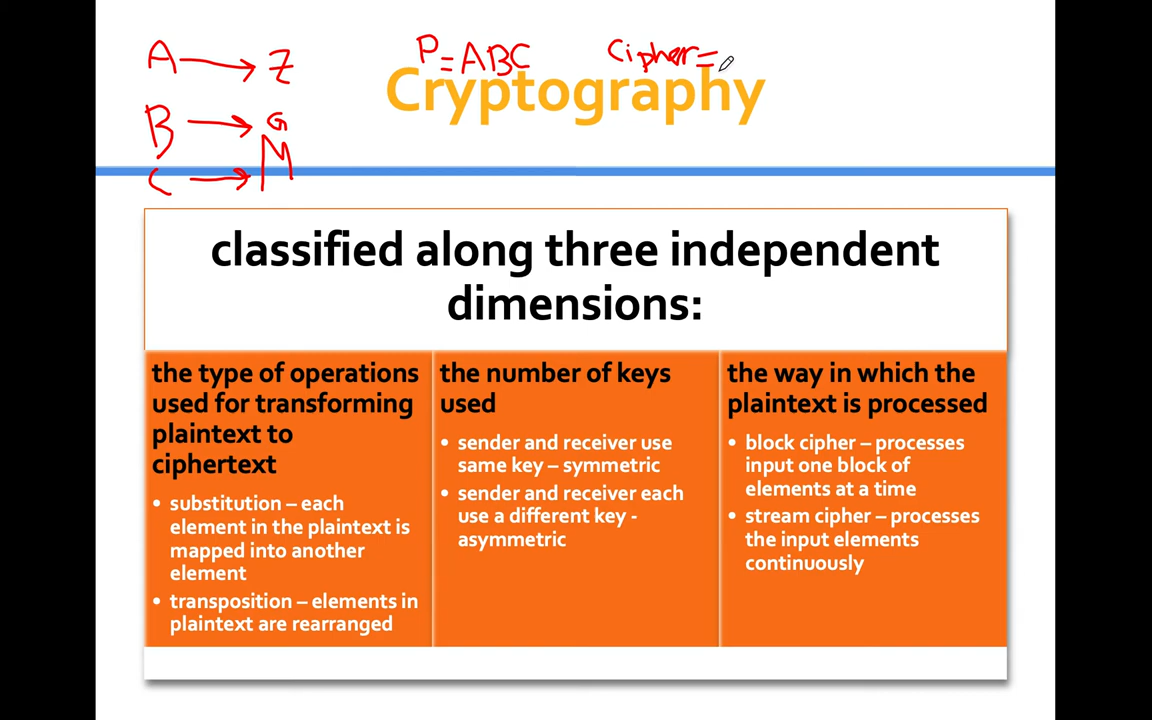 A → Z
P=ABC
Cipher=
B → G
C → M
Cryptography
classified along three independent
dimensions:
the type of operations
used for transforming
plaintext to
ciphertext
• substitution – each
element in the plaintext is
mapped into another
element
• transposition – elements in
plaintext are rearranged
the number of keys
used
• sender and receiver use
same key – symmetric
• sender and receiver each
use a different key -
asymmetric
the way in which the
plaintext is processed
• block cipher – processes
input one block of
elements at a time
• stream cipher – processes
the input elements
continuously